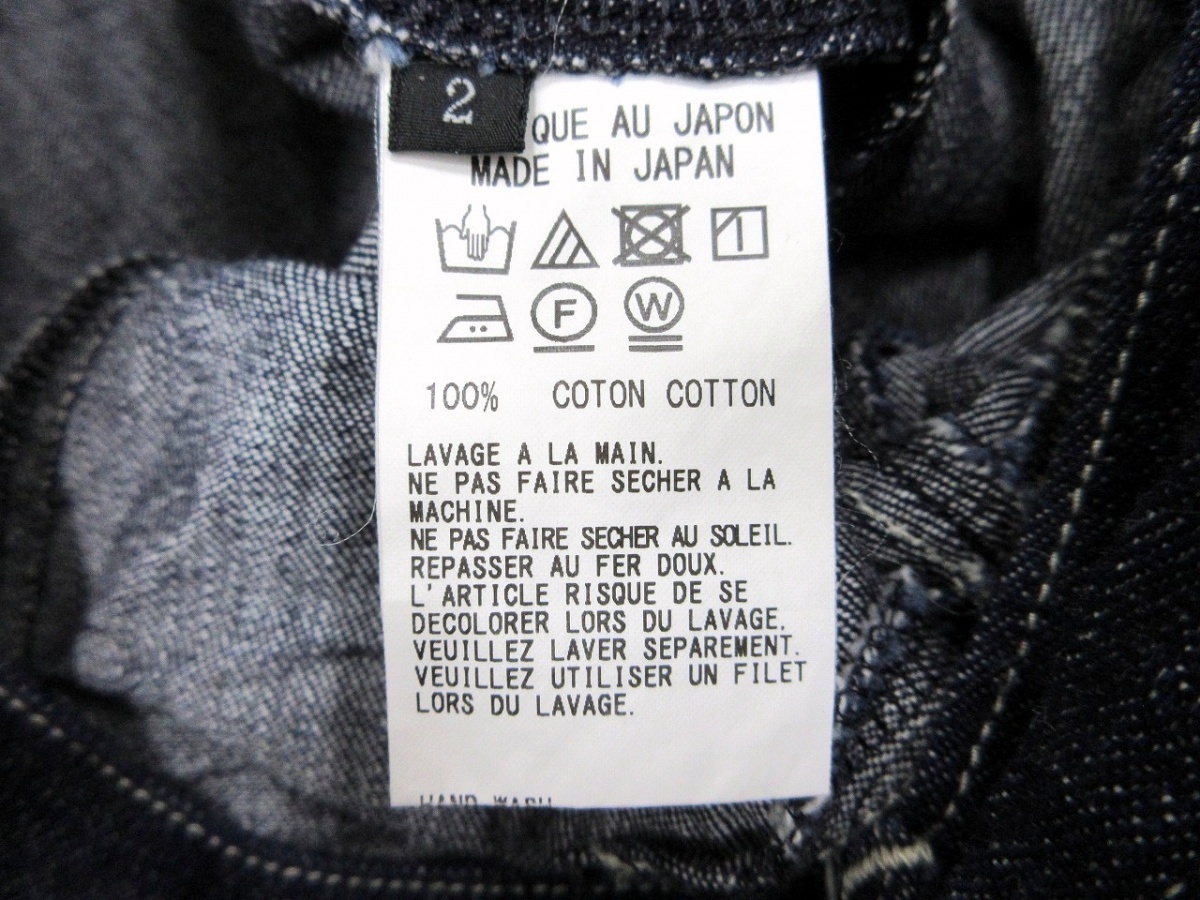 2
QUE AU JAPON
MADE IN JAPAN
F W
100% COTON COTTON
LAVAGE A LA MAIN.
NE PAS FAIRE SECHER A LA
MACHINE.
NE PAS FAIRE SECHER AU SOLEIL.
REPASSER AU FER DOUX.
L'ARTICLE RISQUE DE SE
DECOLORER LORS DU LAVAGE.
VEUILLEZ LAVER SEPAREMENT.
VEUILLEZ UTILISER UN FILET
LORS DU LAVAGE.
HAND WASH